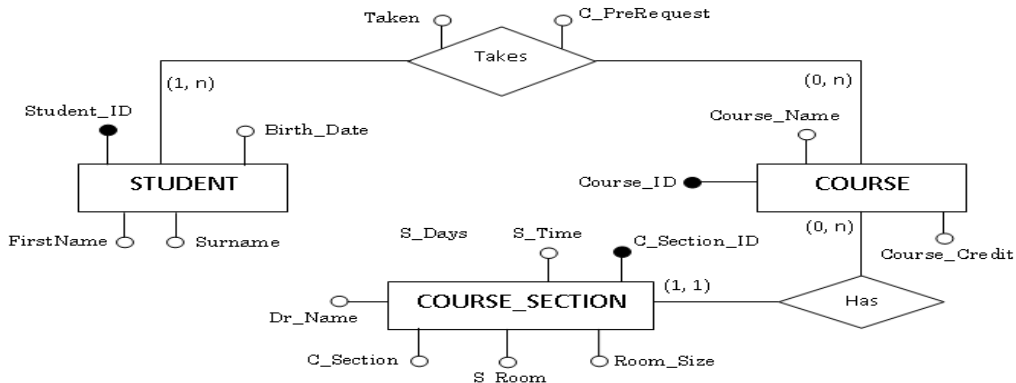 Taken
C_PreRequest
Takes
(1, n)
(0, n)
Student_ID
Birth_Date
Course_Name
STUDENT
Course_ID
COURSE
FirstName
Surname
(0, n)
S_Days
S_Time
C_Section_ID
Course_Credit
(1, 1)
COURSE_SECTION
Has
Dr_Name
C_Section
S_Room
Room_Size